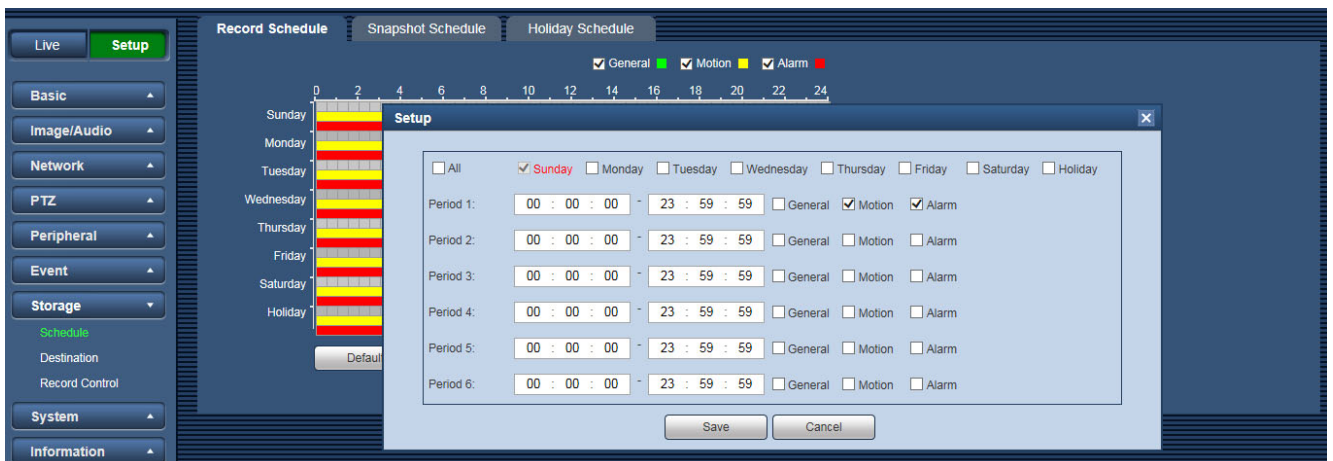 Live Setup
Basic
Image/Audio
Network
PTZ
Peripheral
Event
Storage
Schedule
Destination
Record Control
System
Information
Record Schedule Snapshot Schedule Holiday Schedule
General Motion Alarm
0 2 4 6 8 10 12 14 16 18 20 22 24
Sunday
Monday
Tuesday
Wednesday
Thursday
Friday
Saturday
Holiday
Default
Setup
All Sunday Monday Tuesday Wednesday Thursday Friday Saturday Holiday
Period 1: 00 : 00 : 00 - 23 : 59 : 59 General Motion Alarm
Period 2: 00 : 00 : 00 - 23 : 59 : 59 General Motion Alarm
Period 3: 00 : 00 : 00 - 23 : 59 : 59 General Motion Alarm
Period 4: 00 : 00 : 00 - 23 : 59 : 59 General Motion Alarm
Period 5: 00 : 00 : 00 - 23 : 59 : 59 General Motion Alarm
Period 6: 00 : 00 : 00 - 23 : 59 : 59 General Motion Alarm
Save Cancel